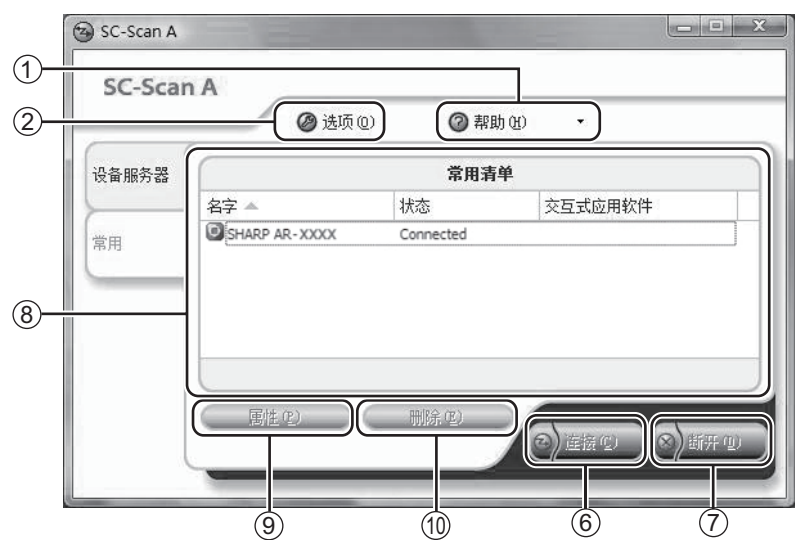 SC-Scan A
SC-Scan A
①
② 选项(O) 帮助(H)
设备服务器
常用
常用清单
名字 状态 交互式应用软件
SHARP AR-XXXX Connected
⑧
属性(P) 删除(E)
连接(C) 断开(D)
⑨ ⑩ ⑥ ⑦